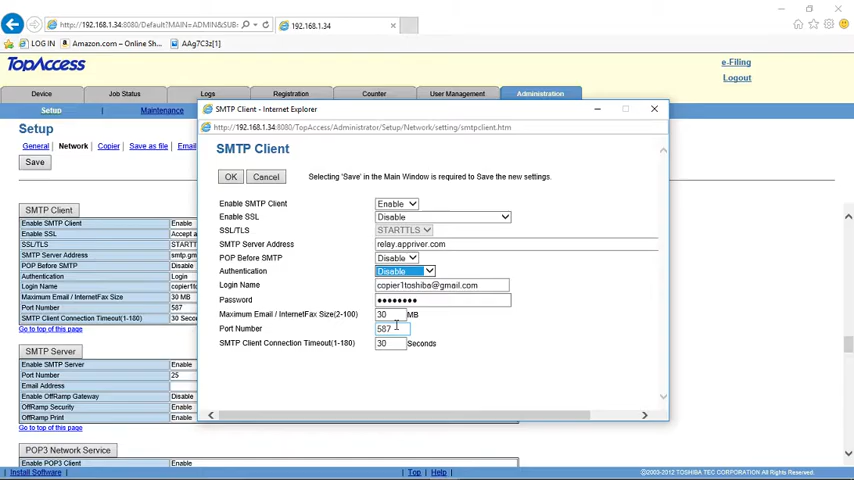 http://192.168.1.34:8080/Default?MAIN=ADMIN&SUB=
192.168.1.34
LOG IN
Amazon.com – Online Sh...
AAg7C3z[1]
TopAccess
e-Filing
Logout
Device
Job Status
Logs
Registration
Counter
User Management
Administration
Setup
Maintenance
Setup
General
Network
Copier
Save as file
Email
Save
SMTP Client
Enable SMTP Client Enable
Enable SSL Accept a
SSL/TLS STARTT
SMTP Server Address smtp.gm
POP Before SMTP Disable
Authentication Login
Login Name copier1
Maximum Email / InternetFax Size(2-100) 30 MB
Port Number 587
SMTP Client Connection Timeout(1-180) 30 Secon
Go to top of this page
SMTP Server
Enable SMTP Server Enable
Port Number 25
Email Address
Enable OffRamp Gateway Disable
OffRamp Security Enable
OffRamp Print Enable
Go to top of this page
POP3 Network Service
Enable POP3 Client Enable
Install Software
Top
Help
©2003-2012 TOSHIBA TEC CORPORATION All Rights Reserved
SMTP Client - Internet Explorer
http://192.168.1.34:8080/TopAccess/Administrator/Setup/Network/setting/smtpclient.htm
SMTP Client
OK
Cancel
Selecting 'Save' in the Main Window is required to Save the new settings.
Enable SMTP Client Enable
Enable SSL Disable
SSL/TLS STARTTLS
SMTP Server Address relay.appriver.com
POP Before SMTP Disable
Authentication Disable
Login Name copier1toshiba@gmail.com
Password ••••••••
Maximum Email / InternetFax Size(2-100) 30 MB
Port Number 587
SMTP Client Connection Timeout(1-180) 30 Seconds